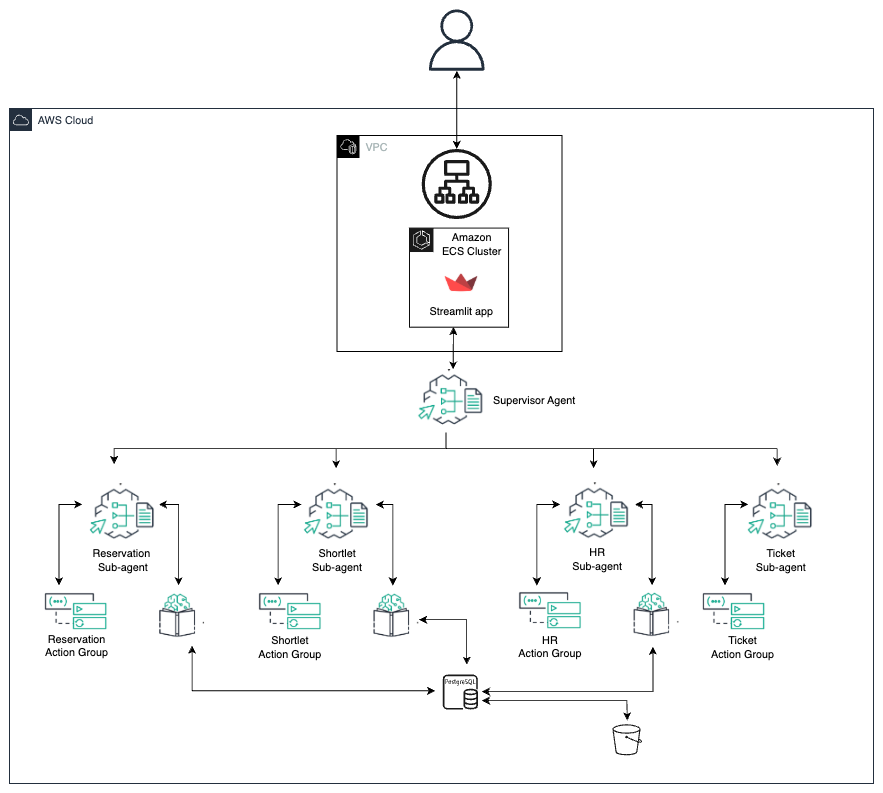 AWS Cloud
VPC
Amazon
ECS Cluster
Streamlit app
Supervisor Agent
Reservation
Sub-agent
Shortlet
Sub-agent
HR
Sub-agent
Ticket
Sub-agent
Reservation
Action Group
Shortlet
Action Group
HR
Action Group
Ticket
Action Group
PostgreSQL